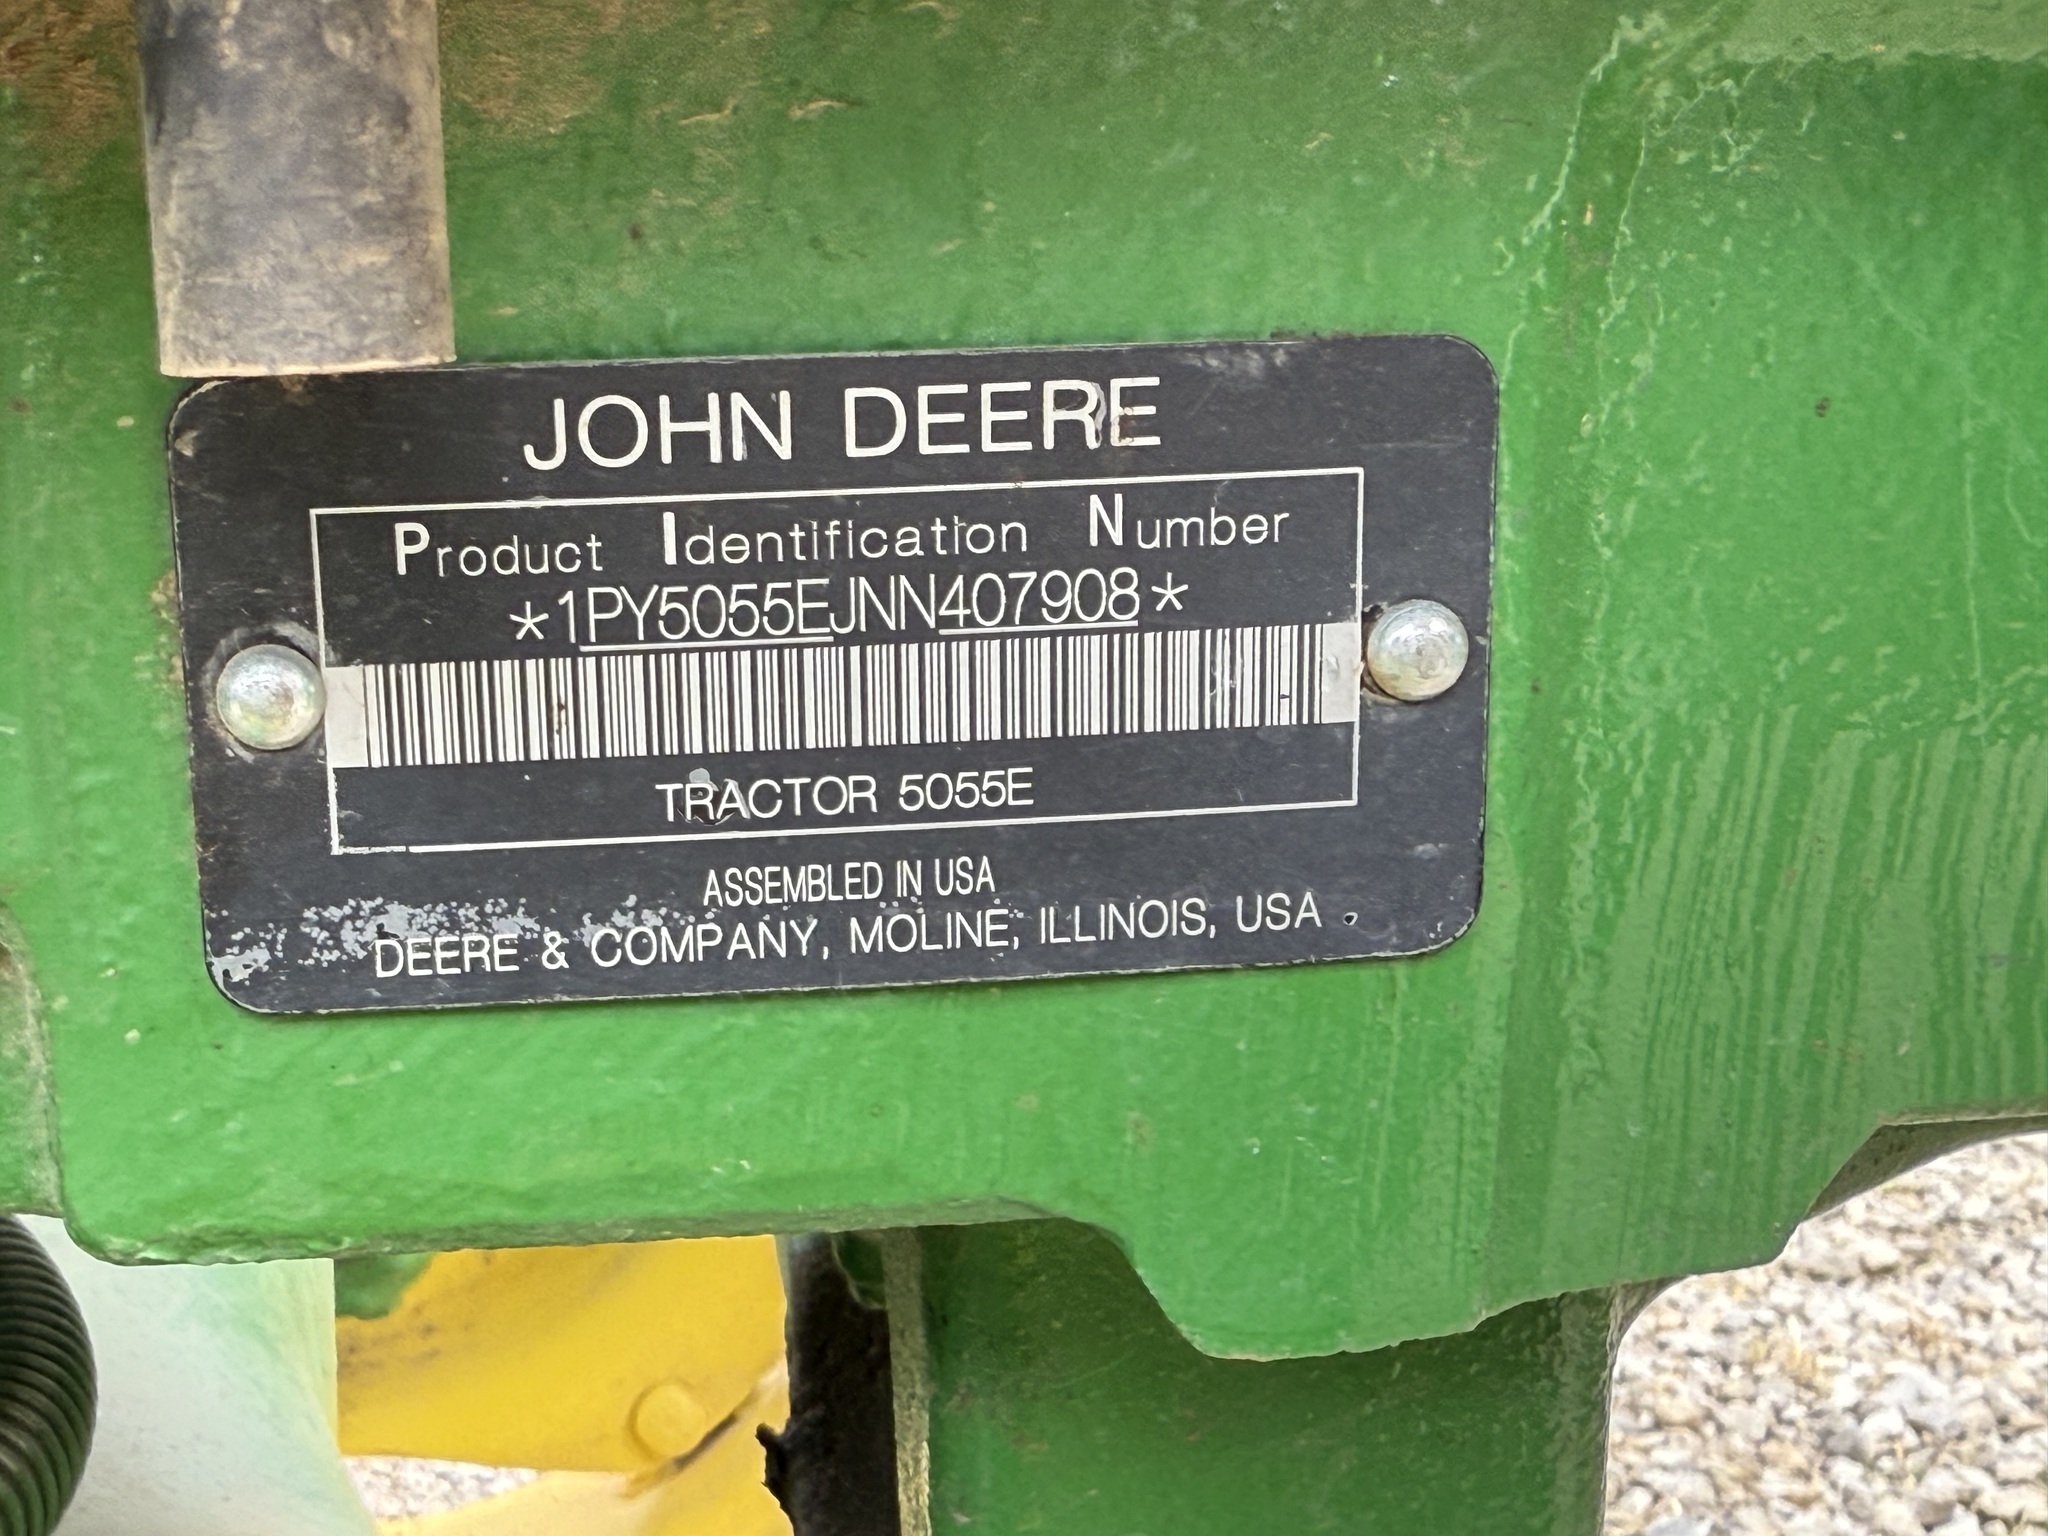 JOHN DEERE
Product Identification Number
*1PY5055EJNN407908*
TRACTOR 5055E
ASSEMBLED IN USA
DEERE & COMPANY, MOLINE, ILLINOIS, USA